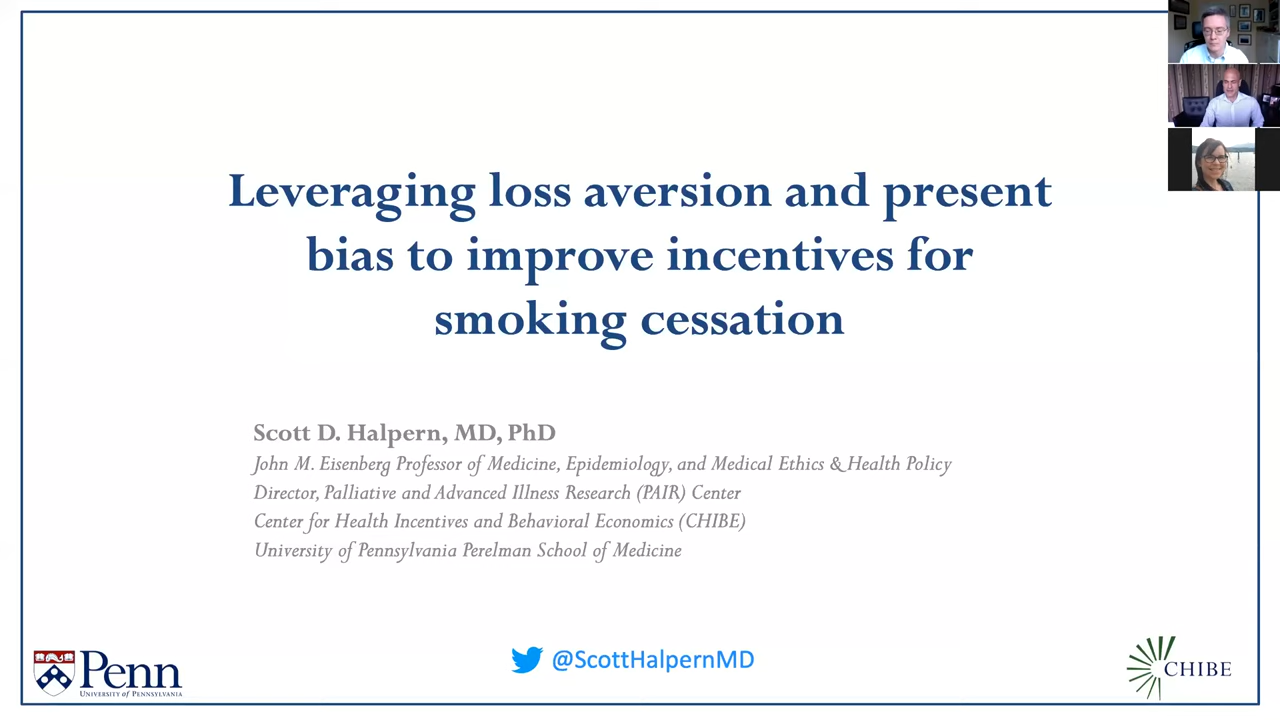 Leveraging loss aversion and present
bias to improve incentives for
smoking cessation
Scott D. Halpern, MD, PhD
John M. Eisenberg Professor of Medicine, Epidemiology, and Medical Ethics & Health Policy
Director, Palliative and Advanced Illness Research (PAIR) Center
Center for Health Incentives and Behavioral Economics (CHIBE)
University of Pennsylvania Perelman School of Medicine
Penn
UNIVERSITY of PENNSYLVANIA
@ScottHalpernMD
CHIBE